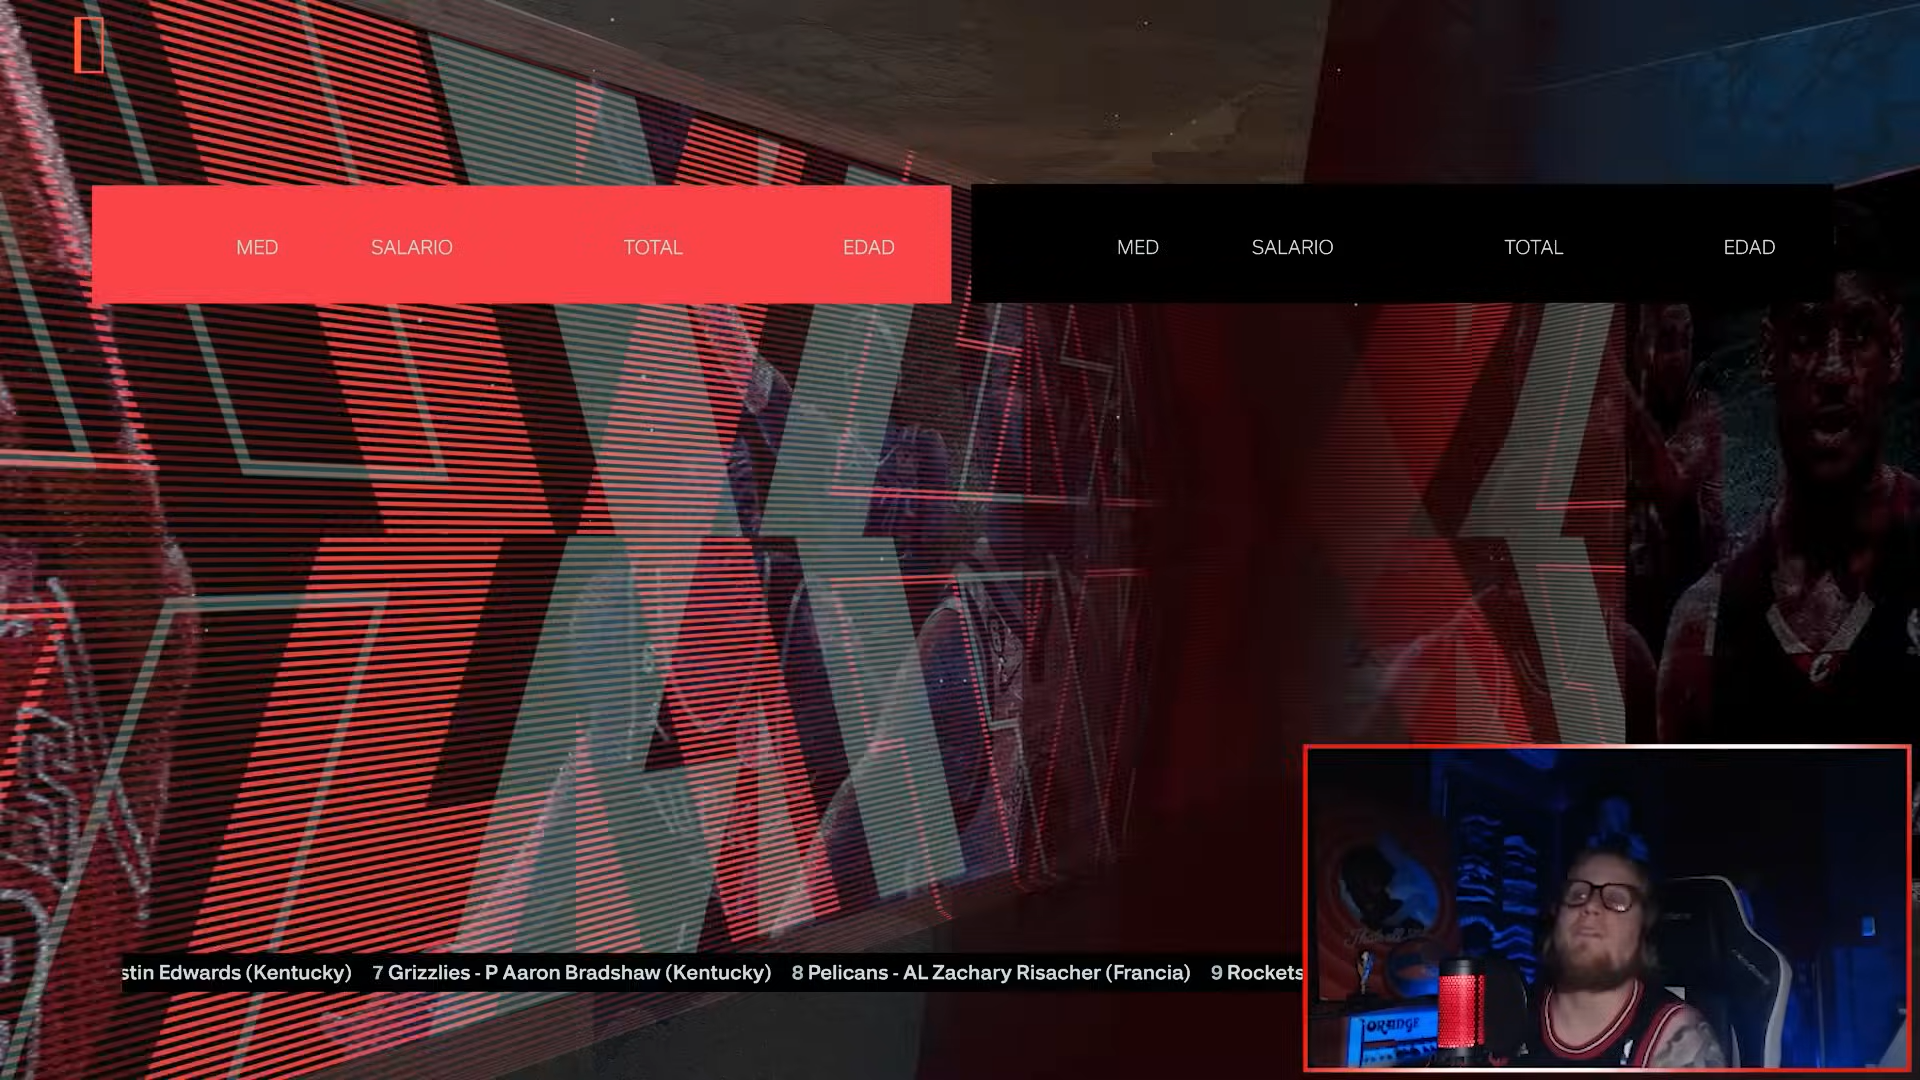 MED SALARIO TOTAL EDAD
MED SALARIO TOTAL EDAD
stin Edwards (Kentucky) 7 Grizzlies - P Aaron Bradshaw (Kentucky) 8 Pelicans - AL Zachary Risacher (Francia) 9 Rockets
ORANGE